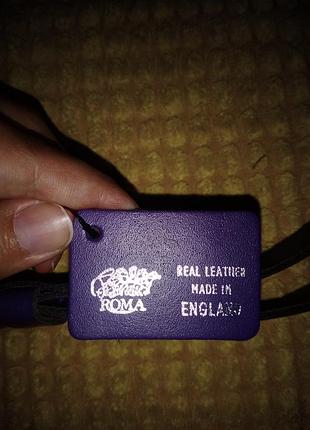 ROMA
REAL LEATHER
MADE IN
ENGLAND